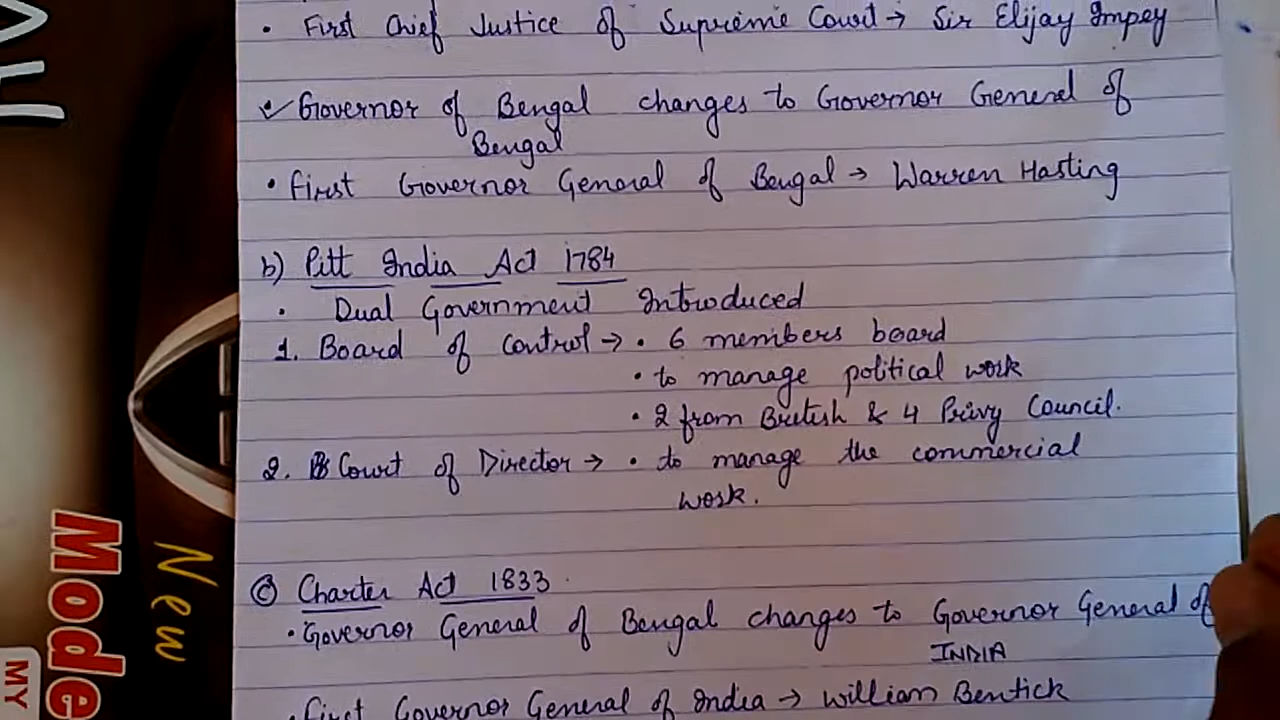 • First Chief Justice of Supreme Court → Sir Elijay Impey
✓ Governor of Bengal changes to Governor General of
Bengal
• First Governor General of Bengal → Warren Hasting
b) Pitt India Act 1784
• Dual Government Introduced
1. Board of Control → • 6 members board
• to manage political work
• 2 from British & 4 Privy Council.
2. Court of Director → • to manage the commercial
work.
C) Charter Act 1833
• Governor General of Bengal changes to Governor General of
INDIA
• First Governor General of India → William Bentick
New
Mode
MY